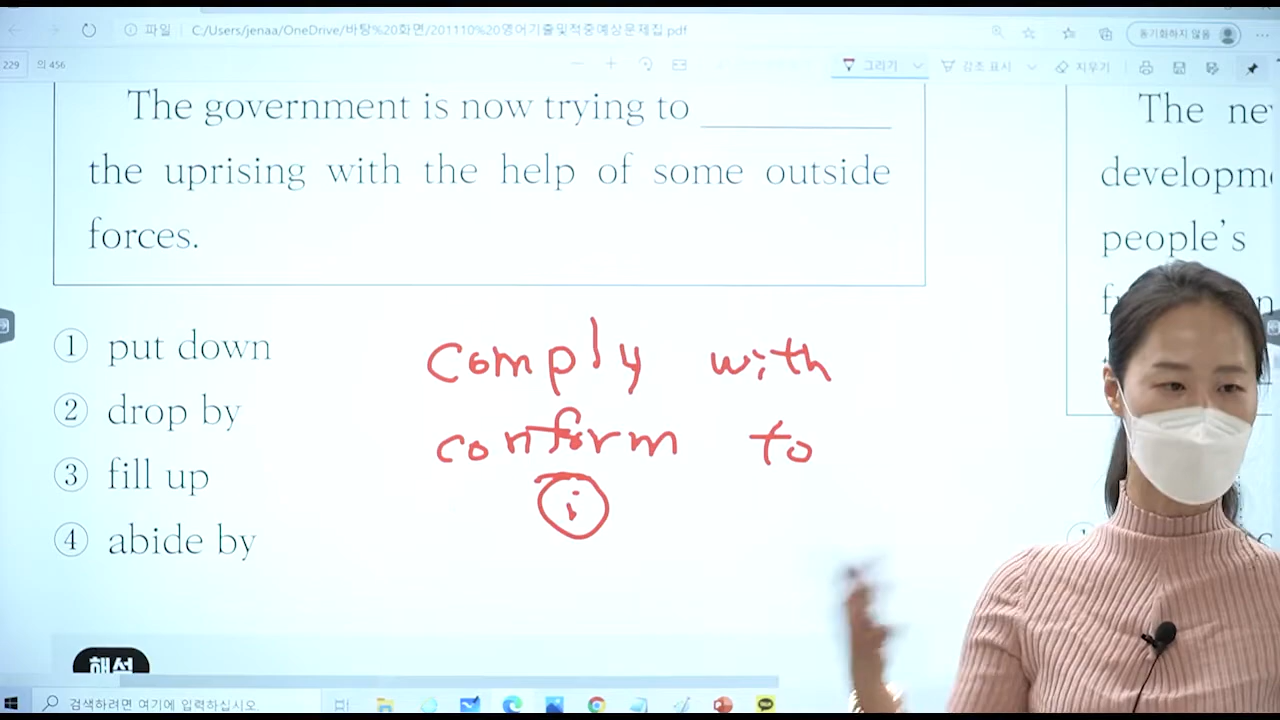 파일 C:/Users/jenaa/OneDrive/바탕%20화면/201110%20영어기출및적중예상문제집.pdf 동기화하지 않음
229 의 456 그리기 강조 표시 지우기
The government is now trying to
the uprising with the help of some outside
forces.
① put down
② drop by
③ fill up
④ abide by
comply with
conform to
i
The
people's
해설
검색하려면 여기에 입력하십시오.